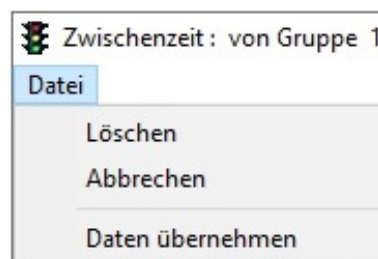 Zwischenzeit : von Gruppe 1
Datei
Löschen
Abbrechen
Daten übernehmen